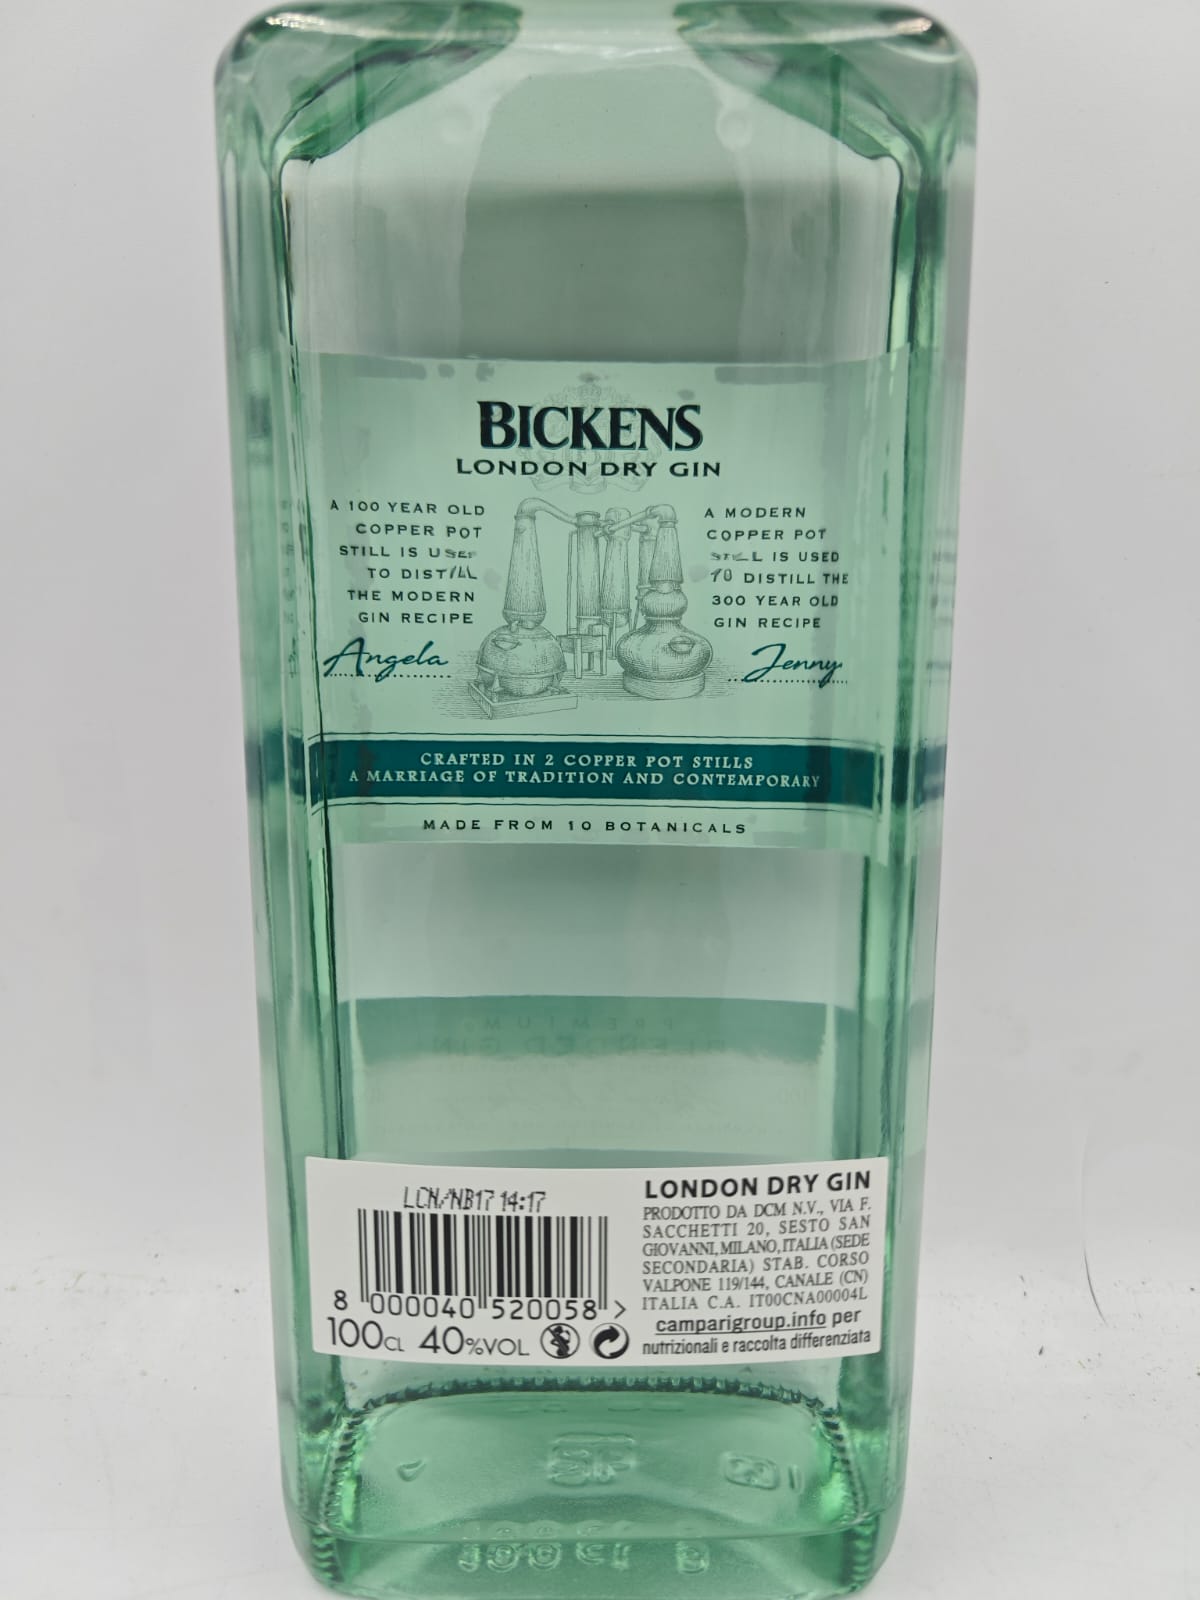 BICKENS
LONDON DRY GIN
A 100 YEAR OLD
COPPER POT
STILL IS USED
TO DISTILL
THE MODERN
GIN RECIPE
Angela
A MODERN
COPPER POT
STILL IS USED
TO DISTILL THE
300 YEAR OLD
GIN RECIPE
Jenny
CRAFTED IN 2 COPPER POT STILLS
A MARRIAGE OF TRADITION AND CONTEMPORARY
MADE FROM 10 BOTANICALS
PREMIUM
BLENDED GIN
LCN/NB17 14:17
8 000040 520058 >
100CL 40%VOL
LONDON DRY GIN
PRODOTTO DA DCM N.V., VIA F.
SACCHETTI 20, SESTO SAN
GIOVANNI, MILANO, ITALIA (SEDE
SECONDARIA) STAB. CORSO
VALPONE 119/144, CANALE (CN)
ITALIA C.A. IT00CNA00004L
camparigroup.info per
nutrizionali e raccolta differenziata
100cl